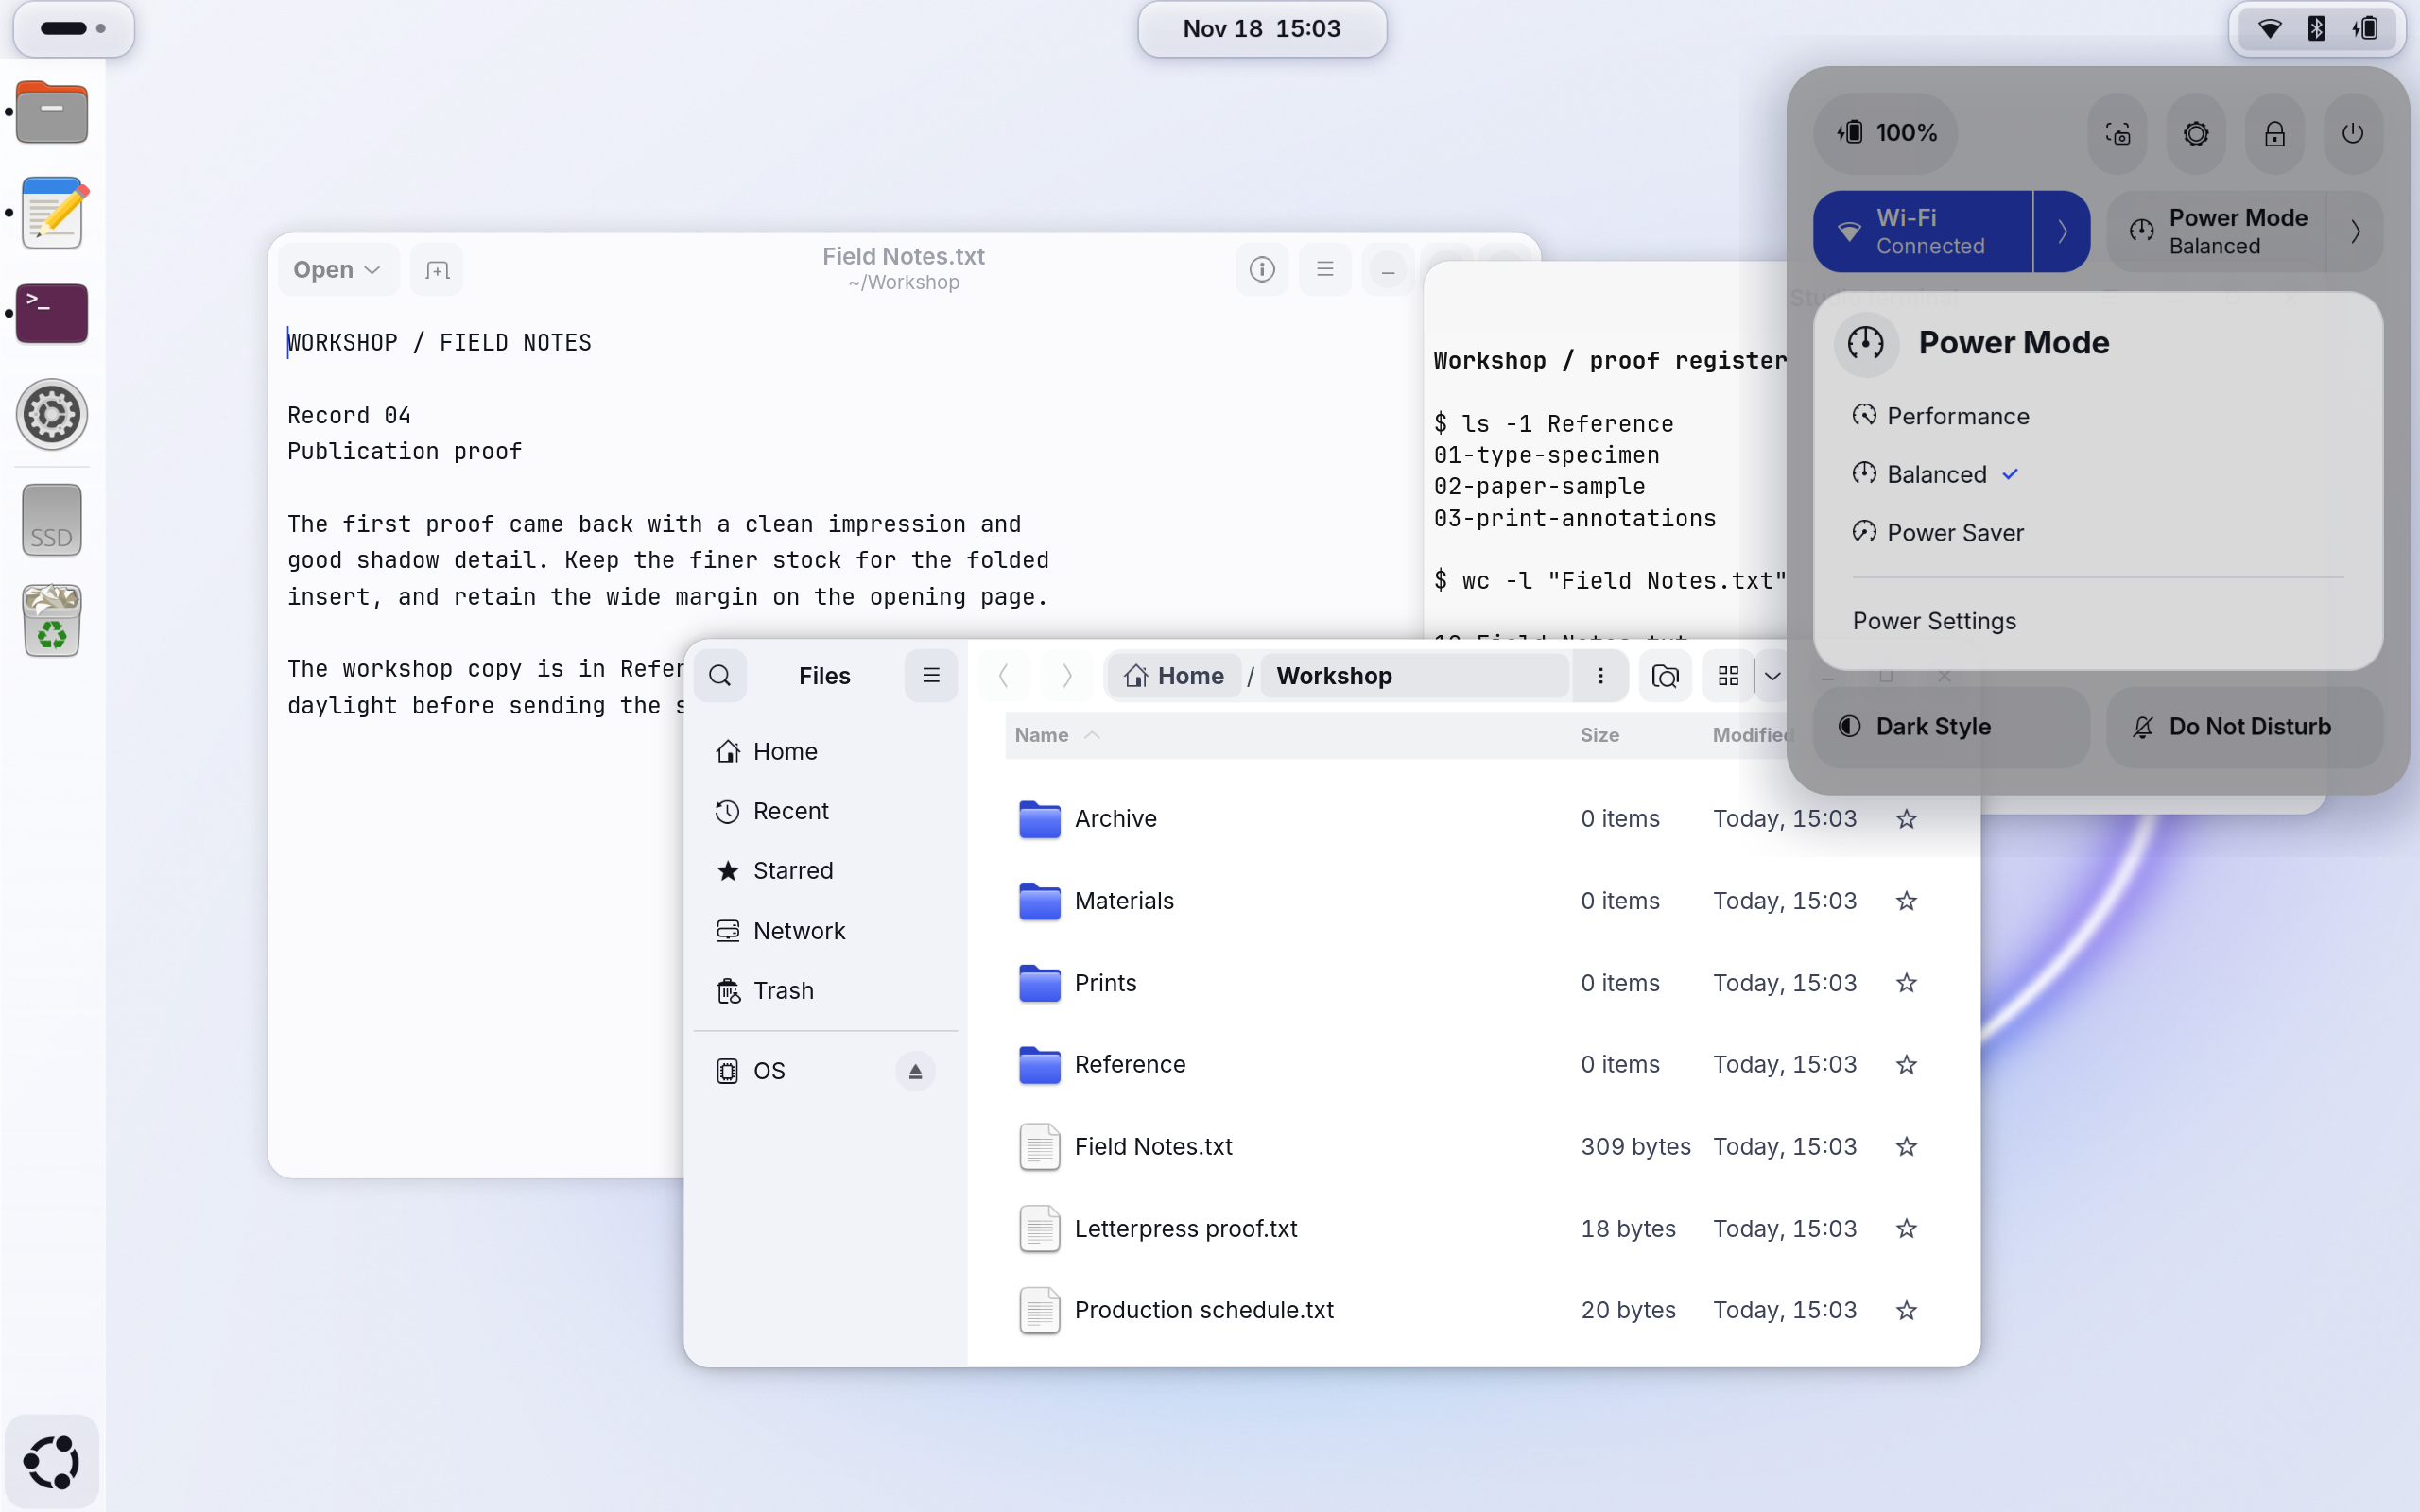 Nov 18 15:03
100%
Wi-Fi
Connected
Power Mode
Balanced
Power Mode
Performance
Balanced
Power Saver
Power Settings
Dark Style
Do Not Disturb
Open
Field Notes.txt
~/Workshop
WORKSHOP / FIELD NOTES
Record 04
Publication proof
The first proof came back with a clean impression and
good shadow detail. Keep the finer stock for the folded
insert, and retain the wide margin on the opening page.
The workshop copy is in Refer
daylight before sending the s
Workshop / proof register
$ ls -1 Reference
01-type-specimen
02-paper-sample
03-print-annotations
$ wc -l "Field Notes.txt"
>_
SSD
Files
Home
Recent
Starred
Network
Trash
OS
Home / Workshop
Name Size Modified
Archive 0 items Today, 15:03
Materials 0 items Today, 15:03
Prints 0 items Today, 15:03
Reference 0 items Today, 15:03
Field Notes.txt 309 bytes Today, 15:03
Letterpress proof.txt 18 bytes Today, 15:03
Production schedule.txt 20 bytes Today, 15:03